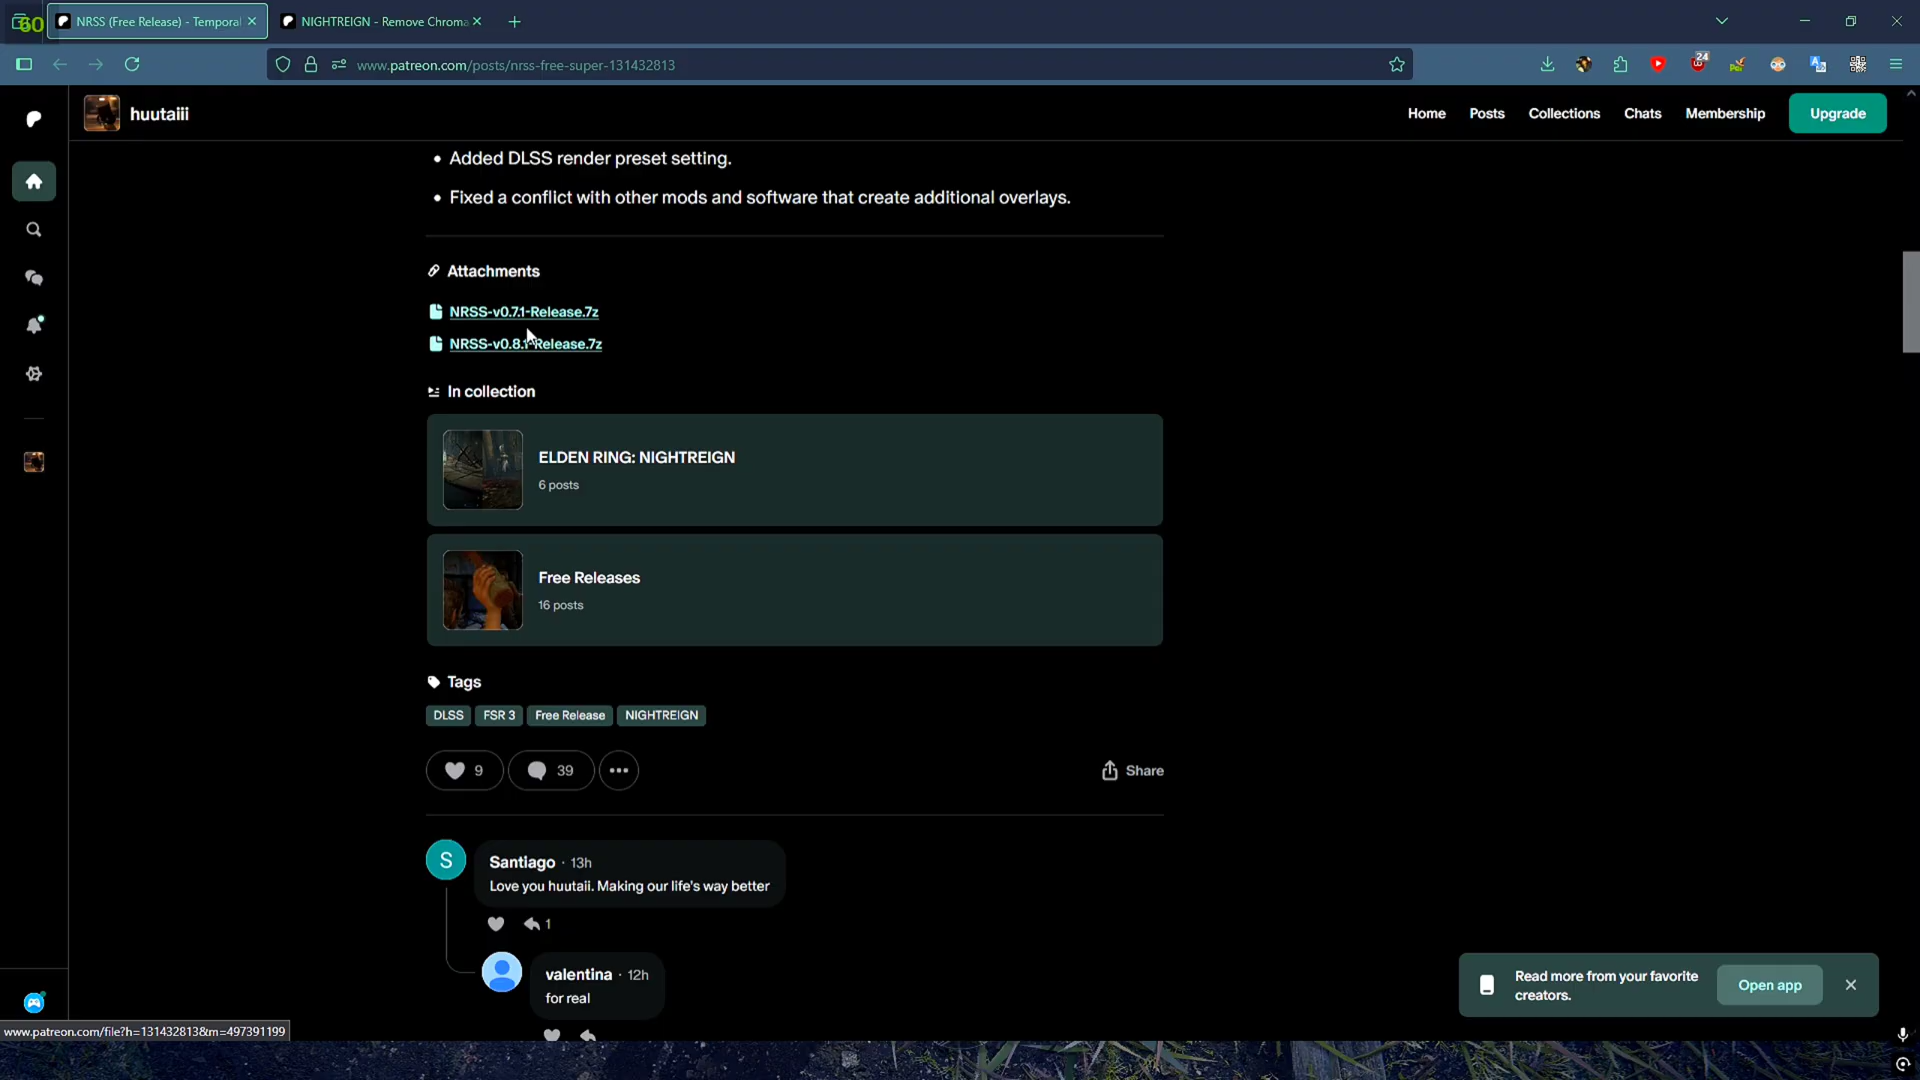 60
NRSS (Free Release) - Temporal
NIGHTREIGN - Remove Chroma
www.patreon.com/posts/nrss-free-super-131432813
24
huutaiii
Home
Posts
Collections
Chats
Membership
Upgrade
• Added DLSS render preset setting.
• Fixed a conflict with other mods and software that create additional overlays.
Attachments
NRSS-v0.7.1-Release.7z
NRSS-v0.8.1-Release.7z
In collection
ELDEN RING: NIGHTREIGN
6 posts
Free Releases
16 posts
Tags
DLSS
FSR 3
Free Release
NIGHTREIGN
9
39
Share
S
Santiago · 13h
Love you huutaii. Making our life's way better
1
valentina · 12h
for real
Read more from your favorite
creators.
Open app
www.patreon.com/file?h=131432813&m=497391199